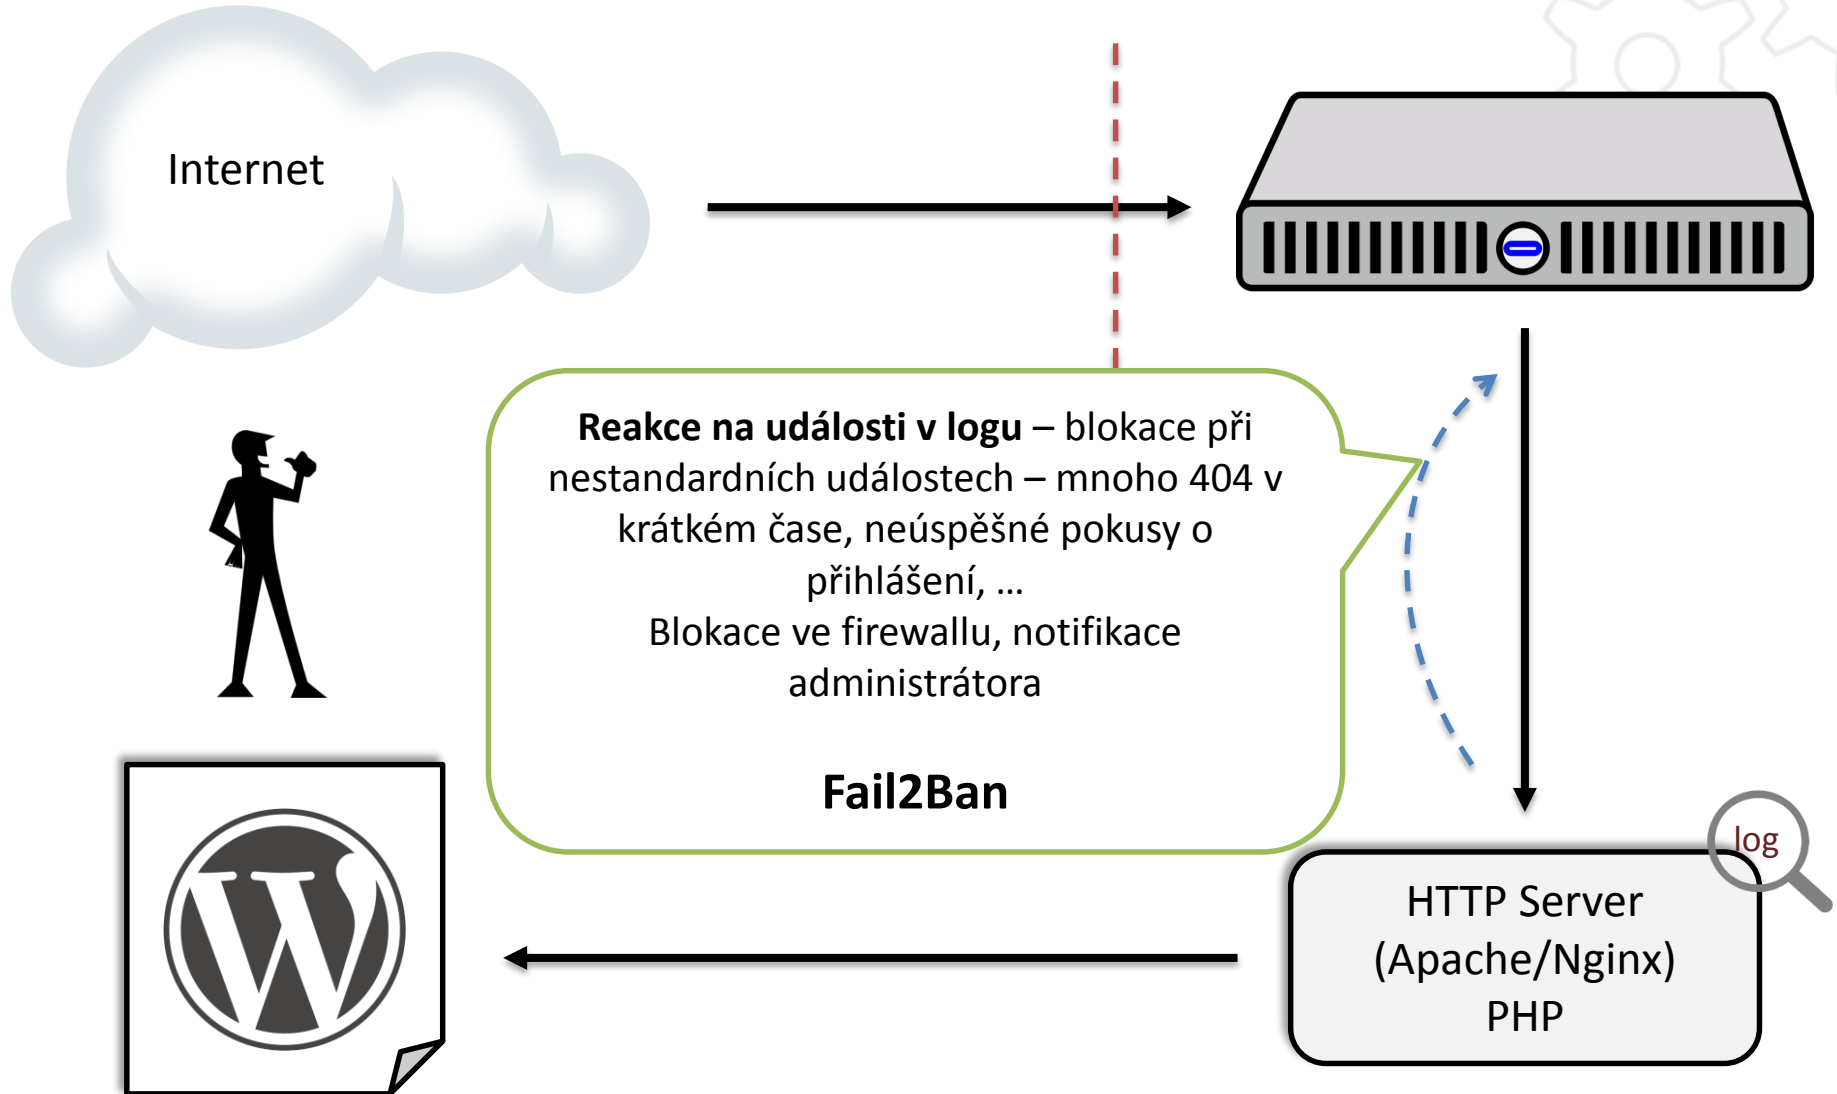 Internet
Reakce na události v logu – blokace při
nestandardních událostech – mnoho 404 v
krátkém čase, neúspěšné pokusy o
přihlášení, …
Blokace ve firewallu, notifikace
administrátora
Fail2Ban
log
HTTP Server
(Apache/Nginx)
PHP